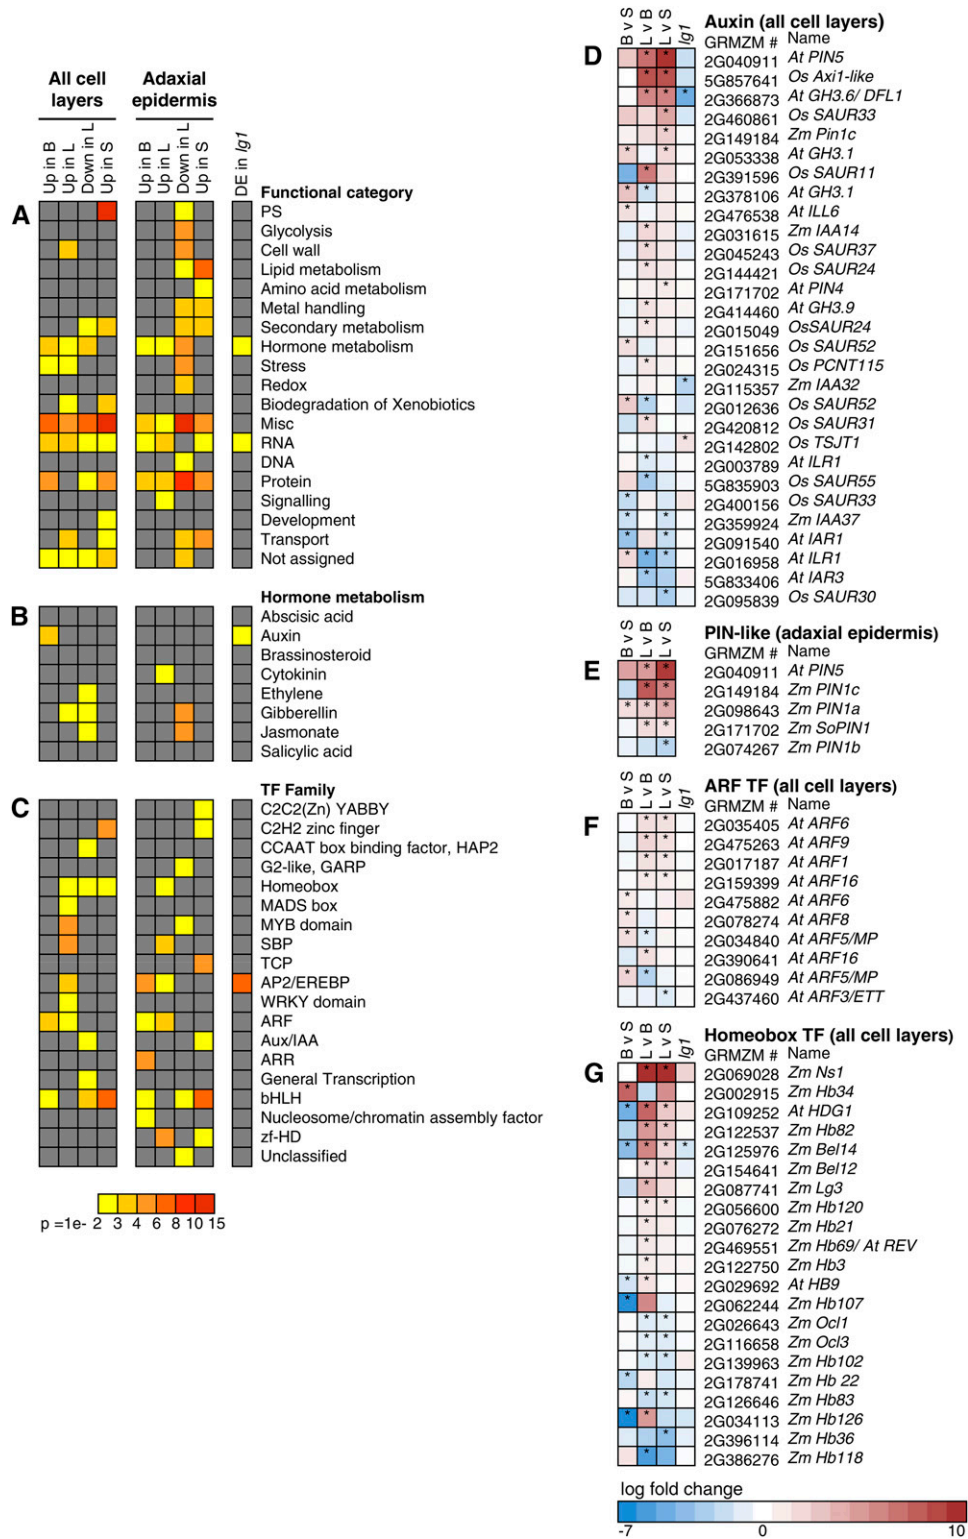 All cell
layers
Adaxial
epidermis
Up in B
Up in L
Down in L
Up in S
Up in B
Up in L
Down in L
Up in S
DE in lg1
A
Functional category
PS
Glycolysis
Cell wall
Lipid metabolism
Amino acid metabolism
Metal handling
Secondary metabolism
Hormone metabolism
Stress
Redox
Biodegradation of Xenobiotics
Misc
RNA
DNA
Protein
Signalling
Development
Transport
Not assigned
B
Hormone metabolism
Abscisic acid
Auxin
Brassinosteroid
Cytokinin
Ethylene
Gibberellin
Jasmonate
Salicylic acid
C
TF Family
C2C2(Zn) YABBY
C2H2 zinc finger
CCAAT box binding factor, HAP2
G2-like, GARP
Homeobox
MADS box
MYB domain
SBP
TCP
AP2/EREBP
WRKY domain
ARF
Aux/IAA
ARR
General Transcription
bHLH
Nucleosome/chromatin assembly factor
zf-HD
Unclassified
p =1e- 2 3 4 6 8 10 15
D
B v S
L v B
L v S
lg1
Auxin (all cell layers)
GRMZM # Name
2G040911 At PIN5
5G857641 Os Axi1-like
2G366873 At GH3.6/ DFL1
2G460861 Os SAUR33
2G149184 Zm Pin1c
2G053338 At GH3.1
2G391596 Os SAUR11
2G378106 At GH3.1
2G476538 At ILL6
2G031615 Zm IAA14
2G045243 Os SAUR37
2G144421 Os SAUR24
2G171702 At PIN4
2G414460 At GH3.9
2G015049 OsSAUR24
2G151656 Os SAUR52
2G024315 Os PCNT115
2G115357 Zm IAA32
2G012636 Os SAUR52
2G420812 Os SAUR31
2G142802 Os TSJT1
2G003789 At ILR1
5G835903 Os SAUR55
2G400156 Os SAUR33
2G359924 Zm IAA37
2G091540 At IAR1
2G016958 At ILR1
5G833406 At IAR3
2G095839 Os SAUR30
E
B v S
L v B
L v S
PIN-like (adaxial epidermis)
GRMZM # Name
2G040911 At PIN5
2G149184 Zm PIN1c
2G098643 Zm PIN1a
2G171702 Zm SoPIN1
2G074267 Zm PIN1b
F
B v S
L v B
L v S
lg1
ARF TF (all cell layers)
GRMZM # Name
2G035405 At ARF6
2G475263 At ARF9
2G017187 At ARF1
2G159399 At ARF16
2G475882 At ARF6
2G078274 At ARF8
2G034840 At ARF5/MP
2G390641 At ARF16
2G086949 At ARF5/MP
2G437460 At ARF3/ETT
G
B v S
L v B
L v S
lg1
Homeobox TF (all cell layers)
GRMZM # Name
2G069028 Zm Ns1
2G002915 Zm Hb34
2G109252 At HDG1
2G122537 Zm Hb82
2G125976 Zm Bel14
2G154641 Zm Bel12
2G087741 Zm Lg3
2G056600 Zm Hb120
2G076272 Zm Hb21
2G469551 Zm Hb69/ At REV
2G122750 Zm Hb3
2G029692 At HB9
2G062244 Zm Hb107
2G026643 Zm Ocl1
2G116658 Zm Ocl3
2G139963 Zm Hb102
2G178741 Zm Hb 22
2G126646 Zm Hb83
2G034113 Zm Hb126
2G396114 Zm Hb36
2G386276 Zm Hb118
log fold change
-7 0 10